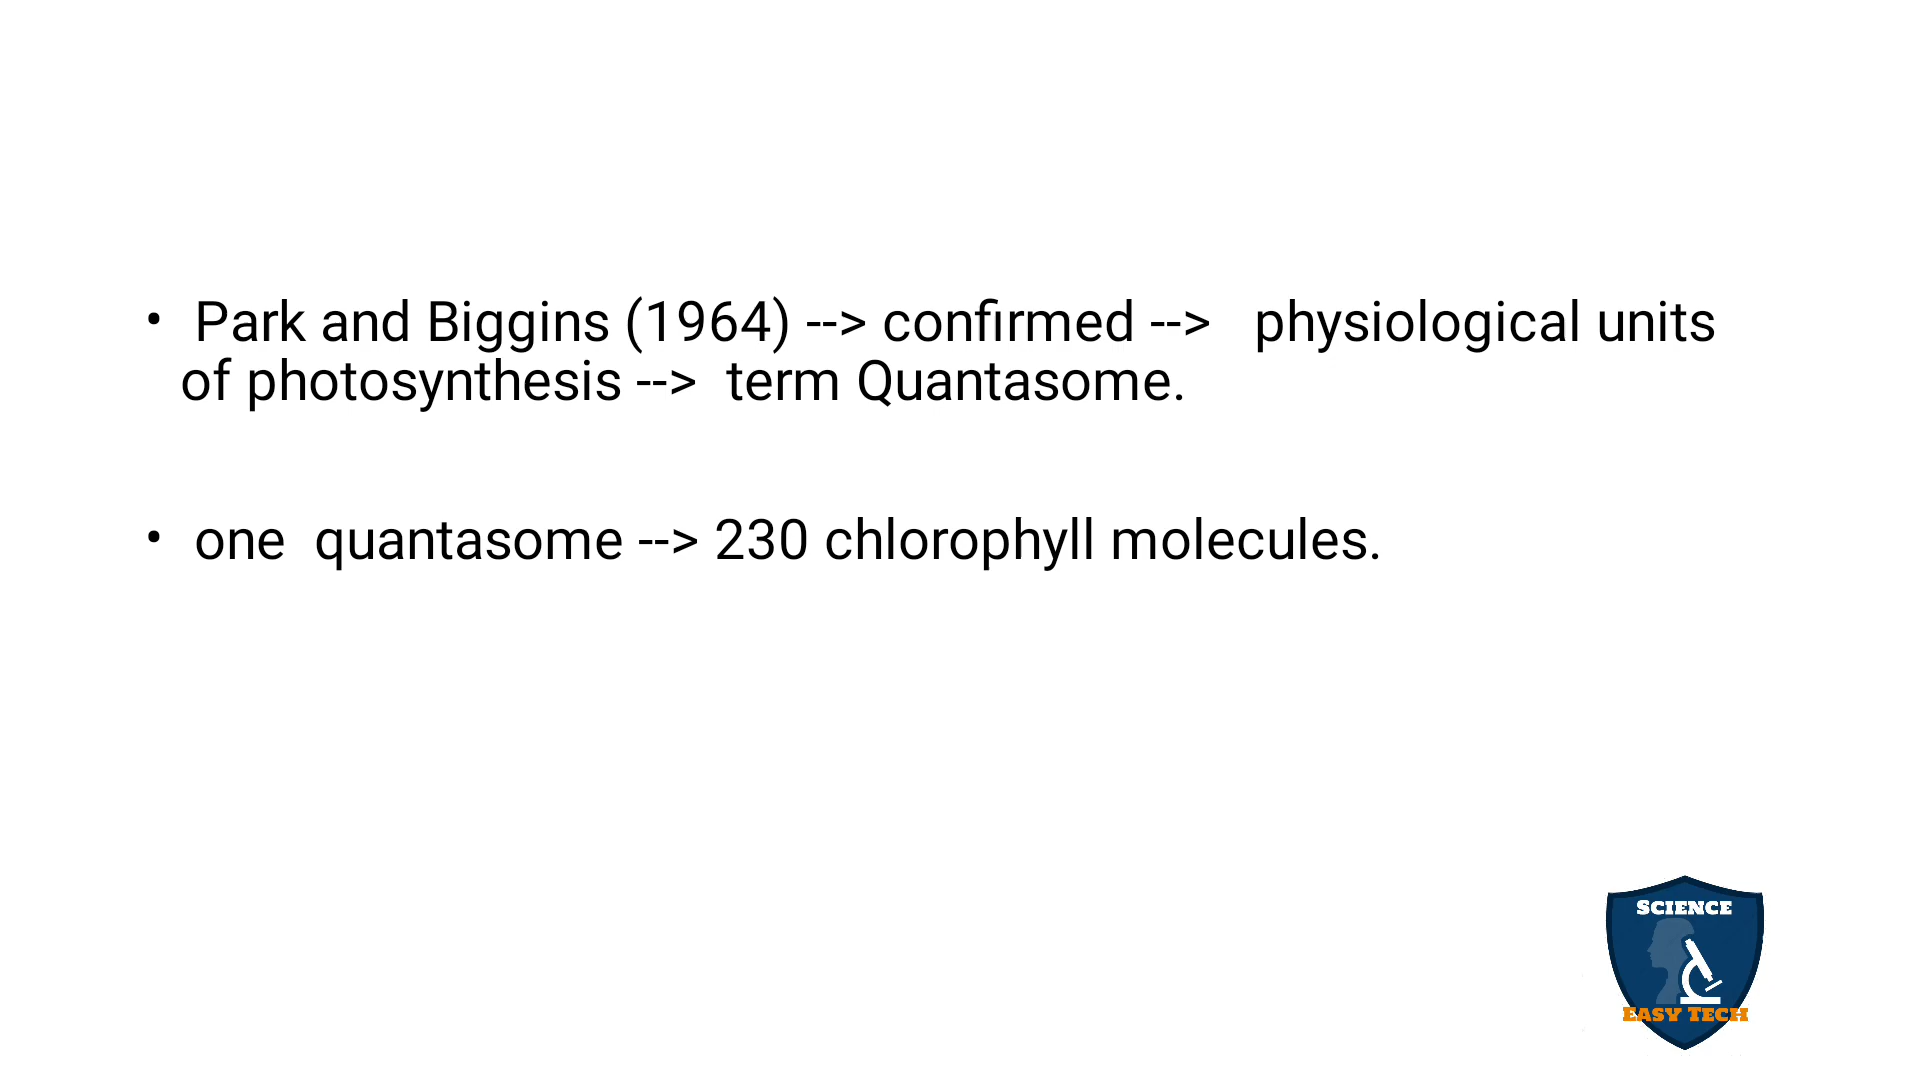 • Park and Biggins (1964) --> confirmed -->   physiological units
of photosynthesis -->  term Quantasome.
• one  quantasome --> 230 chlorophyll molecules.
SCIENCE
EASY TECH